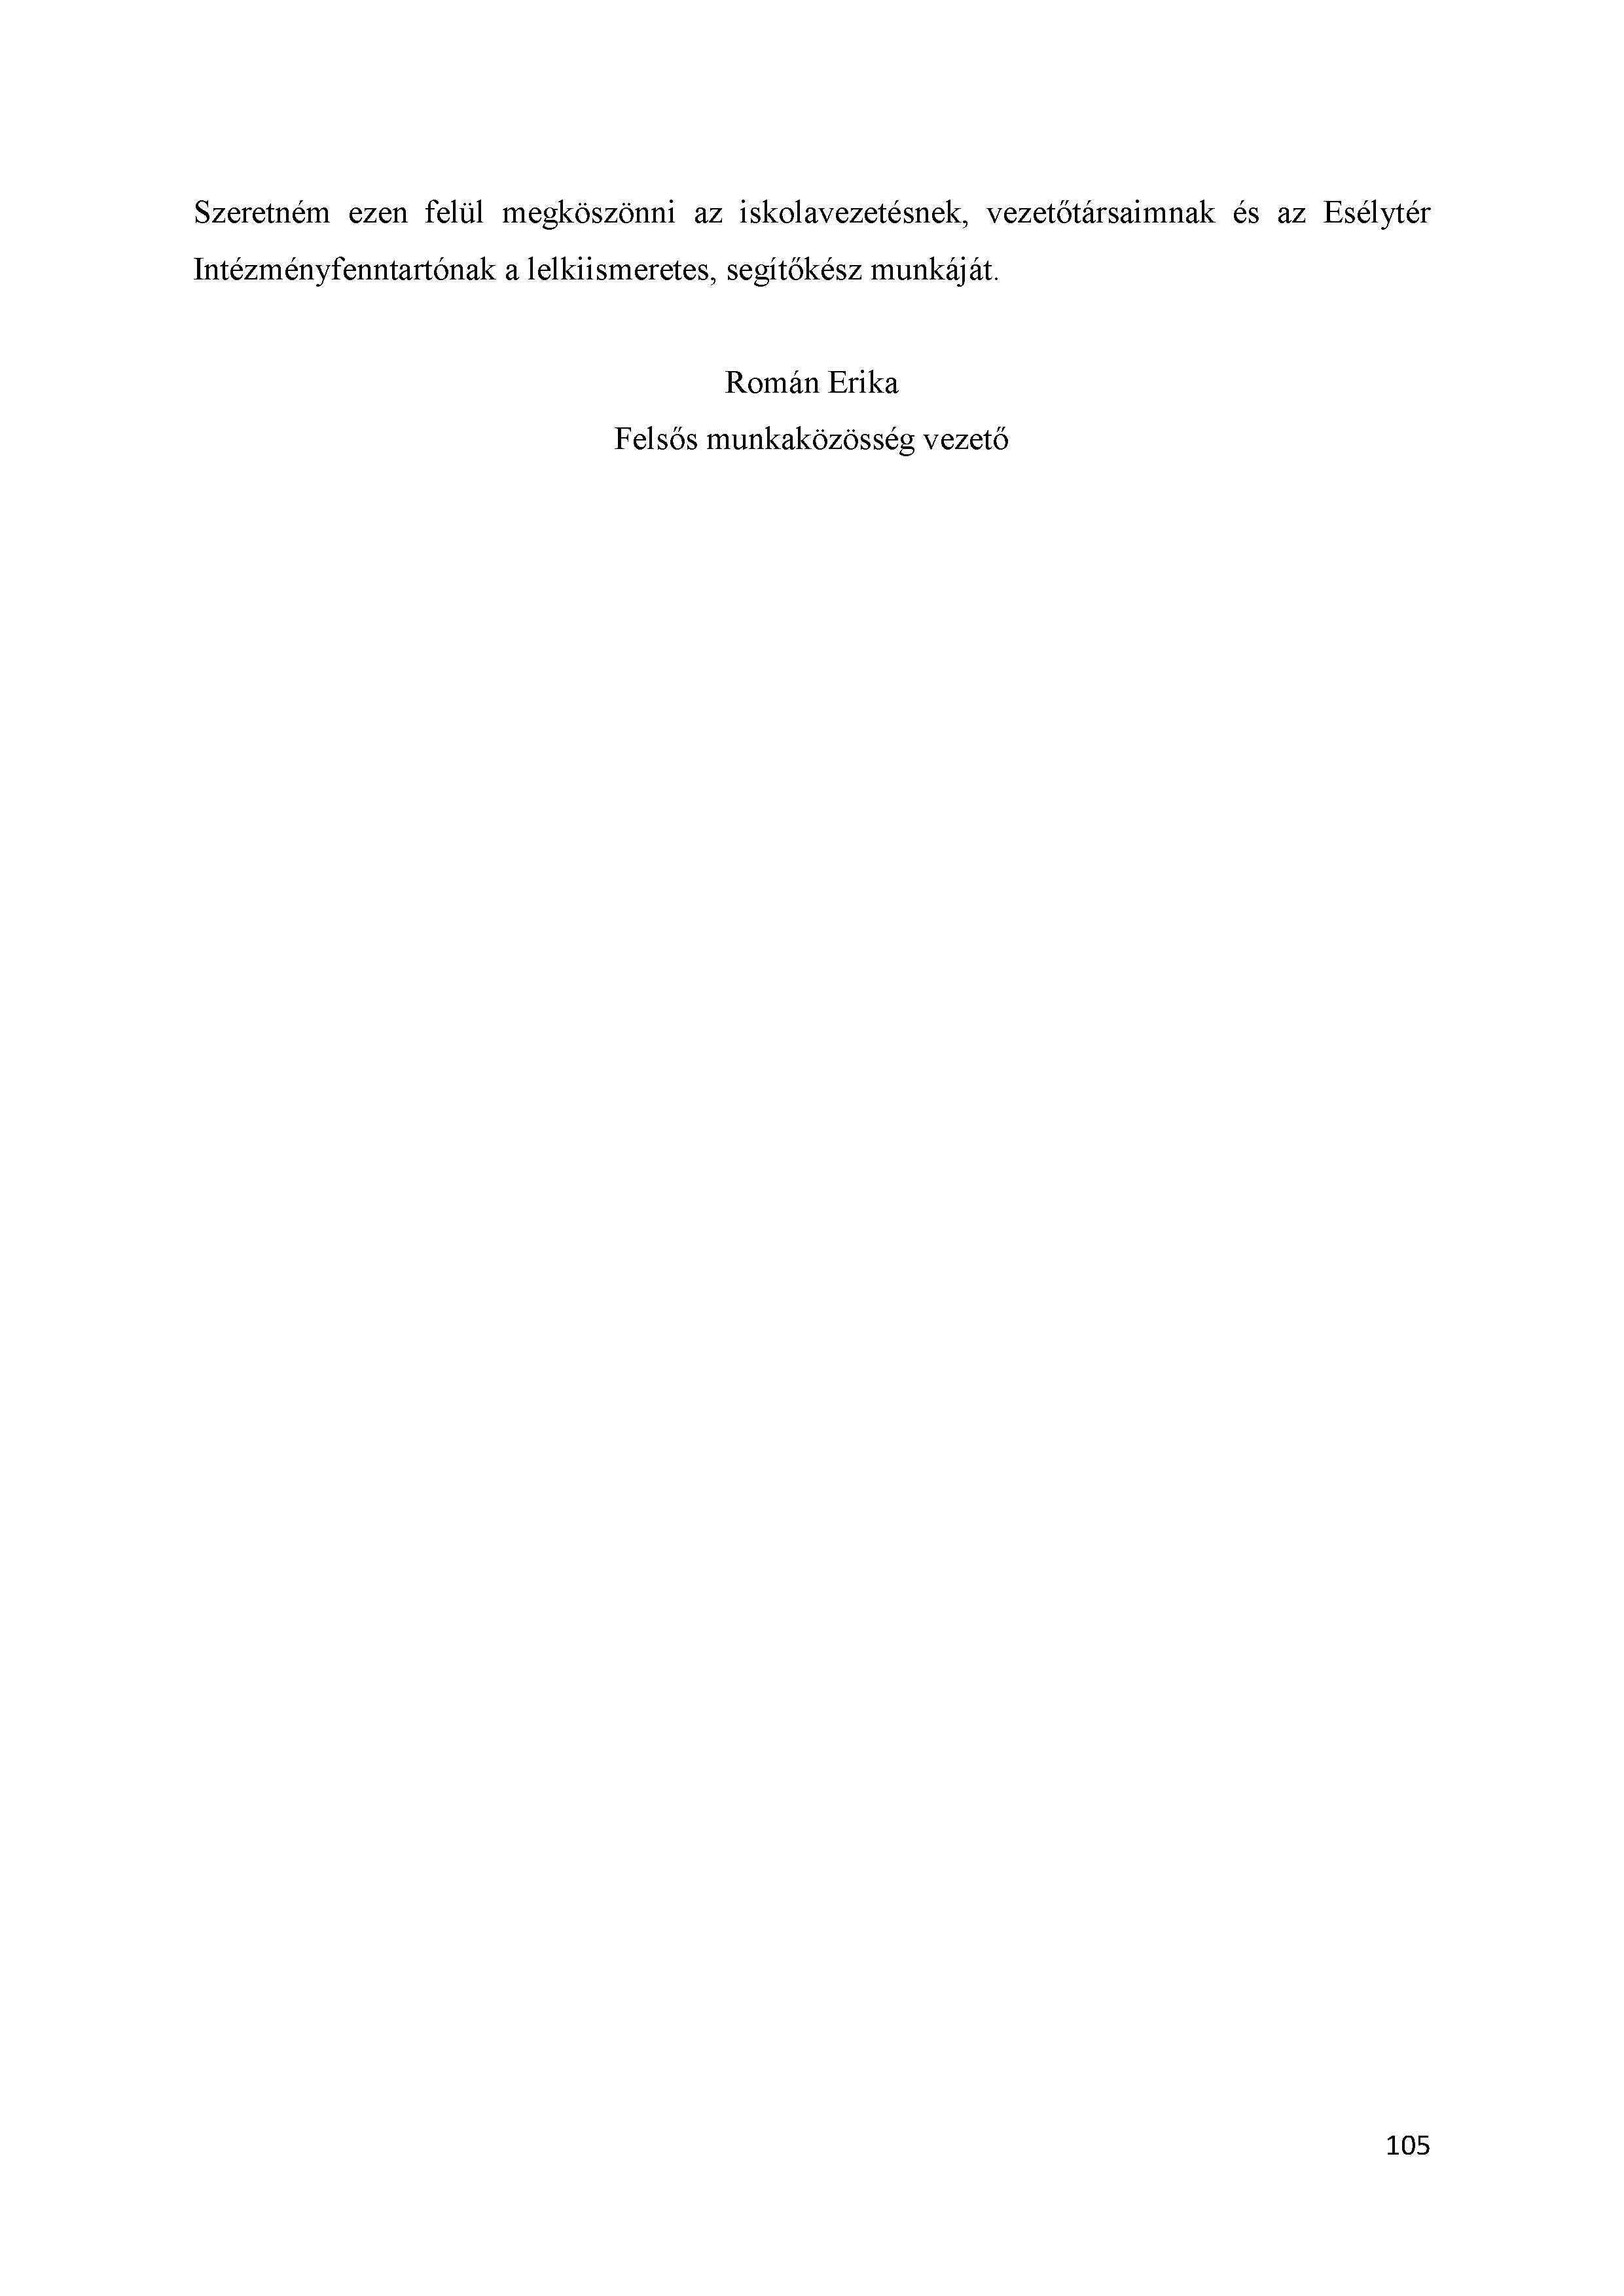 Szeretném ezen felül megköszönni az iskolavezetésnek, vezetőtársaimnak és az Esélytér
Intézményfenntartónak a lelkiismeretes, segítőkész munkáját.
Román Erika
Felsős munkaközösség vezető
105